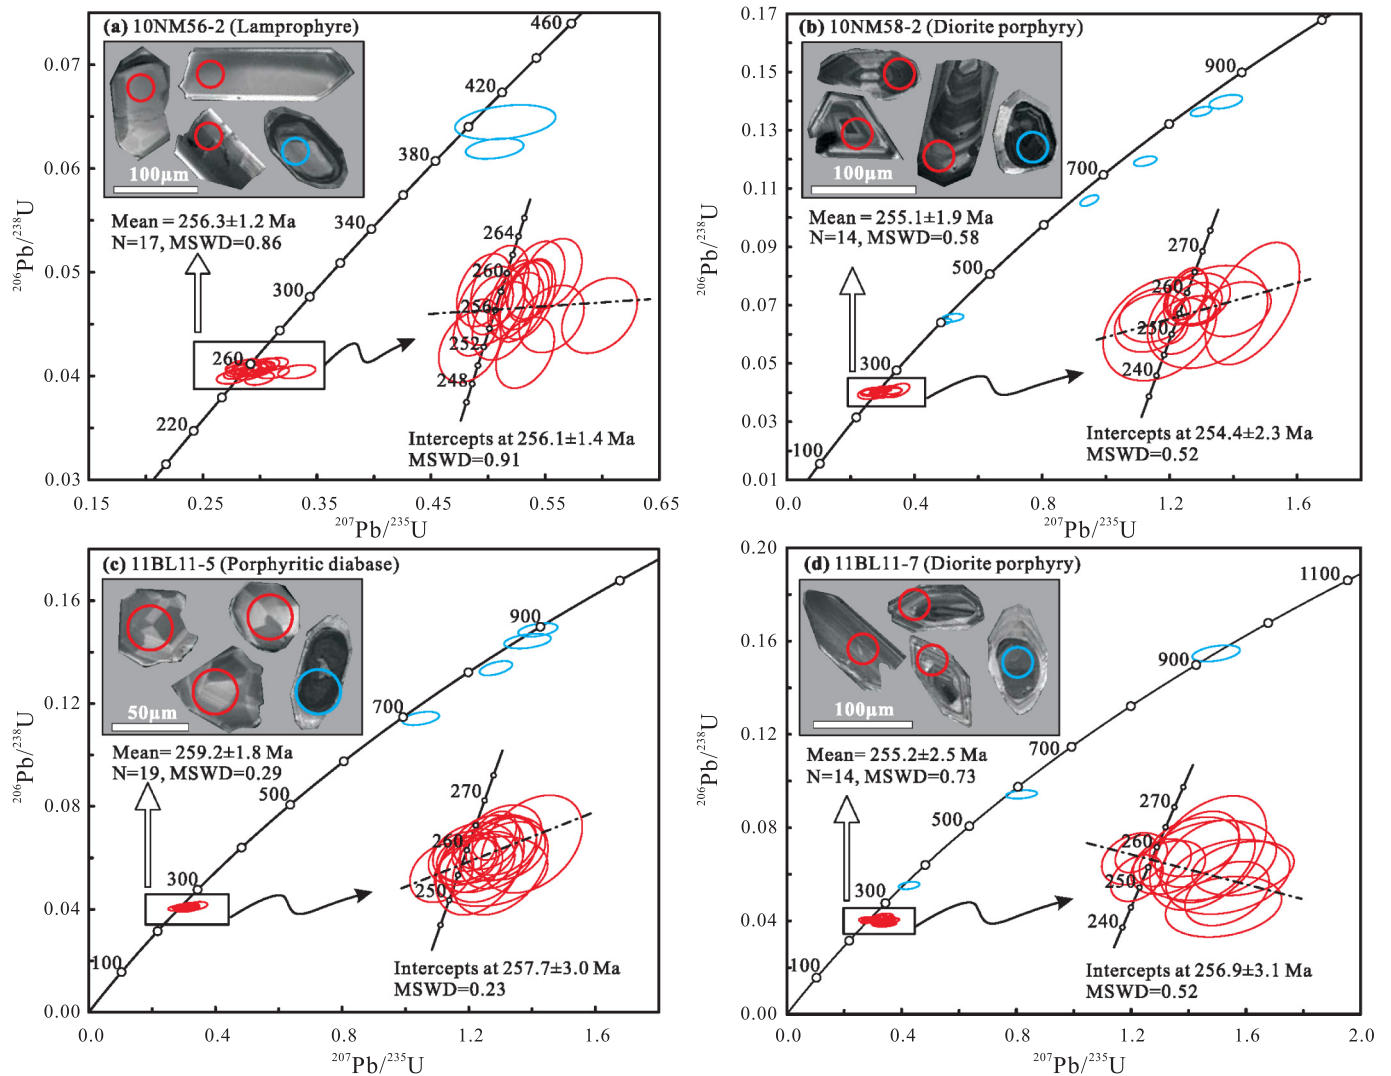 (a) 10NM56-2 (Lamprophyre)
100μm
Mean = 256.3±1.2 Ma
N=17, MSWD=0.86
460
420
380
340
300
260
220
264
260
256
252
248
Intercepts at 256.1±1.4 Ma
MSWD=0.91
0.07
0.06
0.05
0.04
0.03
0.15
0.25
0.35
0.45
0.55
0.65
206Pb/238U
207Pb/235U
(b) 10NM58-2 (Diorite porphyry)
100μm
Mean = 255.1±1.9 Ma
N=14, MSWD=0.58
900
700
500
300
100
270
260
250
240
Intercepts at 254.4±2.3 Ma
MSWD=0.52
0.17
0.15
0.13
0.11
0.09
0.07
0.05
0.03
0.01
0.0
0.4
0.8
1.2
1.6
206Pb/238U
207Pb/235U
(c) 11BL11-5 (Porphyritic diabase)
50μm
Mean= 259.2±1.8 Ma
N=19, MSWD=0.29
900
700
500
300
100
270
260
250
Intercepts at 257.7±3.0 Ma
MSWD=0.23
0.16
0.12
0.08
0.04
0.00
0.0
0.4
0.8
1.2
1.6
206Pb/238U
207Pb/235U
(d) 11BL11-7 (Diorite porphyry)
100μm
Mean= 255.2±2.5 Ma
N=14, MSWD=0.73
1100
900
700
500
300
100
270
260
250
240
Intercepts at 256.9±3.1 Ma
MSWD=0.52
0.20
0.16
0.12
0.08
0.04
0.00
0.0
0.4
0.8
1.2
1.6
2.0
206Pb/238U
207Pb/235U